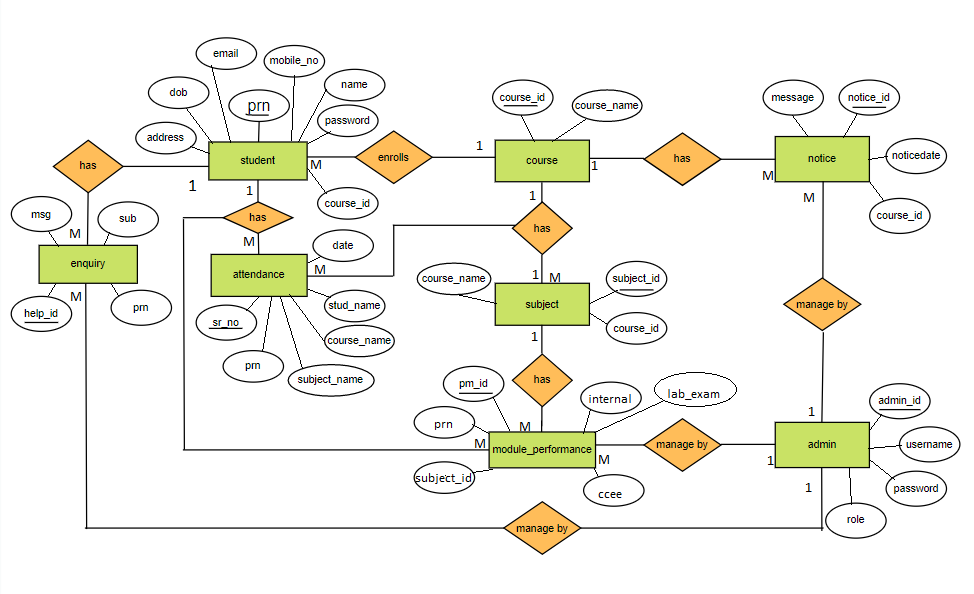 email
mobile_no
dob
name
prn
password
address
course_id
course_name
message
notice_id
has
student
M
enrolls
1
course
1
has
M
notice
noticedate
1
1
course_id
1
M
course_id
msg
sub
M
has
M
has
date
enquiry
attendance
M
course_name
1
M
subject_id
subject
M
help_id
prn
stud_name
sr_no
course_name
course_id
manage by
1
prn
subject_name
has
pm_id
internal
lab_exam
admin_id
1
prn
M
M
module_performance
M
manage by
1
admin
username
subject_id
ccee
1
password
role
manage by